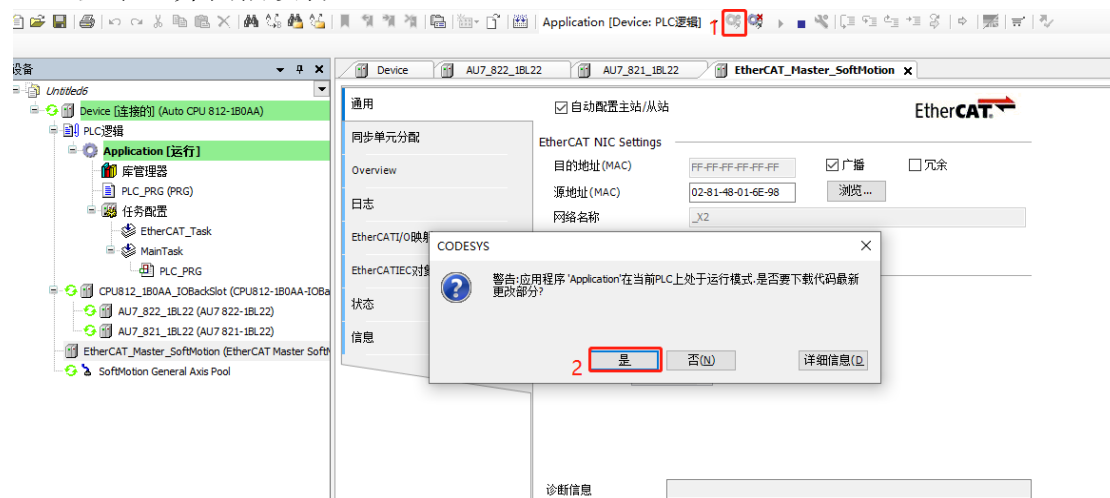 Application [Device: PLC逻辑]
1
设备
Device
AU7_822_1BL22
AU7_821_1BL22
EtherCAT_Master_SoftMotion
Untitled6
Device [连接的] (Auto CPU 812-1B0AA)
PLC逻辑
Application [运行]
库管理器
PLC_PRG (PRG)
任务配置
EtherCAT_Task
MainTask
PLC_PRG
CPU812_1B0AA_IOBackSlot (CPU812-1B0AA-IOBa
AU7_822_1BL22 (AU7 822-1BL22)
AU7_821_1BL22 (AU7 821-1BL22)
EtherCAT_Master_SoftMotion (EtherCAT Master Soft
SoftMotion General Axis Pool
通用
同步单元分配
Overview
日志
EtherCATI/O映射
EtherCATIEC对象
状态
信息
自动配置主站/从站
EtherCAT
EtherCAT NIC Settings
目的地址(MAC)
FF-FF-FF-FF-FF-FF
广播
冗余
源地址(MAC)
02-81-48-01-6E-98
浏览...
网络名称
_X2
CODESYS
警告:应用程序 'Application'在当前PLC上处于运行模式.是否要下载代码最新
更改部分?
2
是
否(N)
详细信息(D
诊断信息